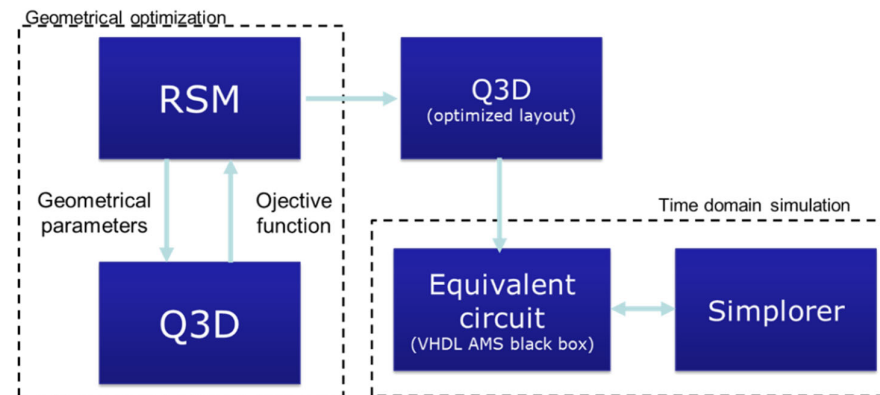 Geometrical optimization
RSM
Q3D
(optimized layout)
Geometrical
parameters
Ojective
function
Time domain simulation
Q3D
Equivalent
circuit
(VHDL AMS black box)
Simplorer